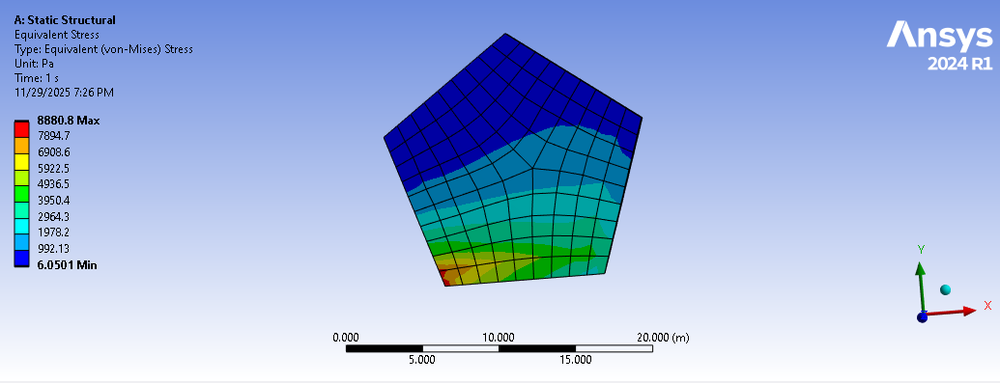 A: Static Structural
Equivalent Stress
Type: Equivalent (von-Mises) Stress
Unit: Pa
Time: 1 s
11/29/2025 7:26 PM
8880.8 Max
7894.7
6908.6
5922.5
4936.5
3950.4
2964.3
1978.2
992.13
6.0501 Min
Ansys
2024 R1
Y
X
0.000 10.000 20.000 (m)
5.000 15.000